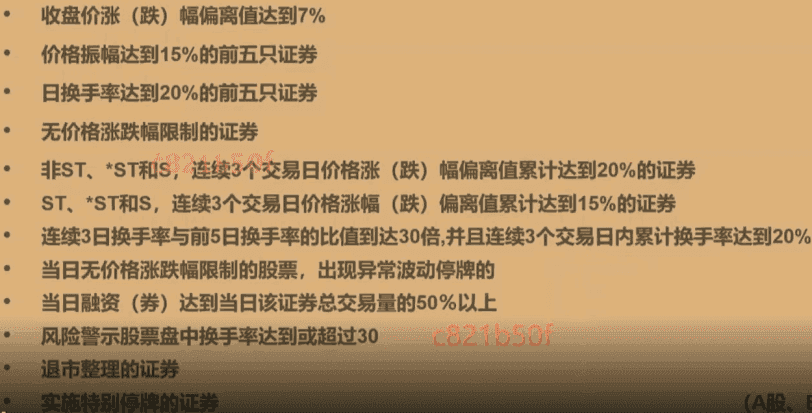 • 收盘价涨（跌）幅偏离值达到7%
• 价格振幅达到15%的前五只证券
• 日换手率达到20%的前五只证券
• 无价格涨跌幅限制的证券
• 非ST、*ST和S，连续3个交易日价格涨（跌）幅偏离值累计达到20%的证券
c821b50f
• ST、*ST和S，连续3个交易日价格涨幅（跌）偏离值累计达到15%的证券
• 连续3日换手率与前5日换手率的比值到达30倍,并且连续3个交易日内累计换手率达到20%
• 当日无价格涨跌幅限制的股票，出现异常波动停牌的
• 当日融资（券）达到当日该证券总交易量的50％以上
• 风险警示股票盘中换手率达到或超过30
c821b50f
• 退市整理的证券
• 实施特别停牌的证券
(A股、